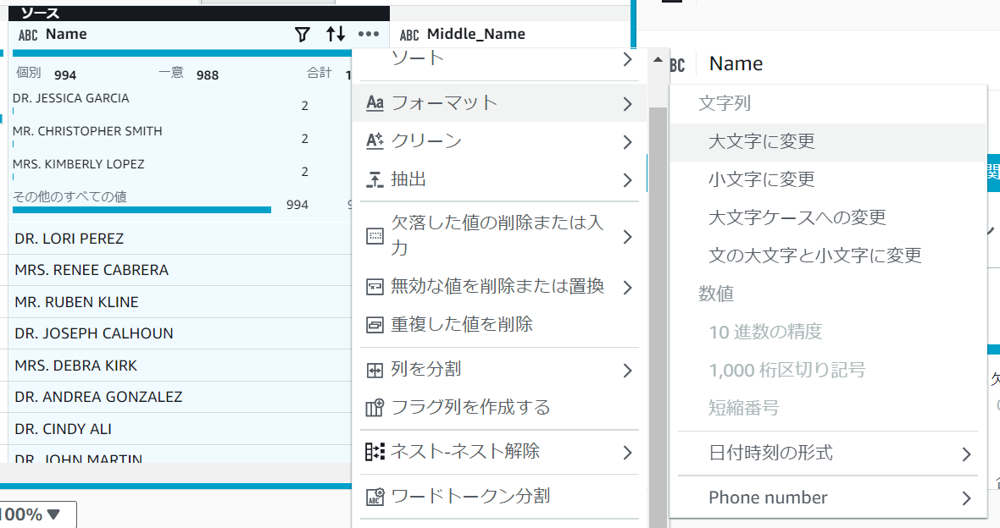 ソース
ABC Name
ABC Middle_Name
個別 994 一意 988 合計 1
DR. JESSICA GARCIA 2
MR. CHRISTOPHER SMITH 2
MRS. KIMBERLY LOPEZ 2
その他のすべての値 994
DR. LORI PEREZ
MRS. RENEE CABRERA
MR. RUBEN KLINE
DR. JOSEPH CALHOUN
MRS. DEBRA KIRK
DR. ANDREA GONZALEZ
DR. CINDY ALI
DR. JOHN MARTIN
100%
ソート
Aa フォーマット
クリーン
抽出
欠落した値の削除または入
力
無効な値を削除または置換
重複した値を削除
列を分割
フラグ列を作成する
ネスト-ネスト解除
ワードトークン分割
BC Name
文字列
大文字に変更
小文字に変更
大文字ケースへの変更
文の大文字と小文字に変更
数値
10 進数の精度
1,000 桁区切り記号
短縮番号
日付時刻の形式
Phone number